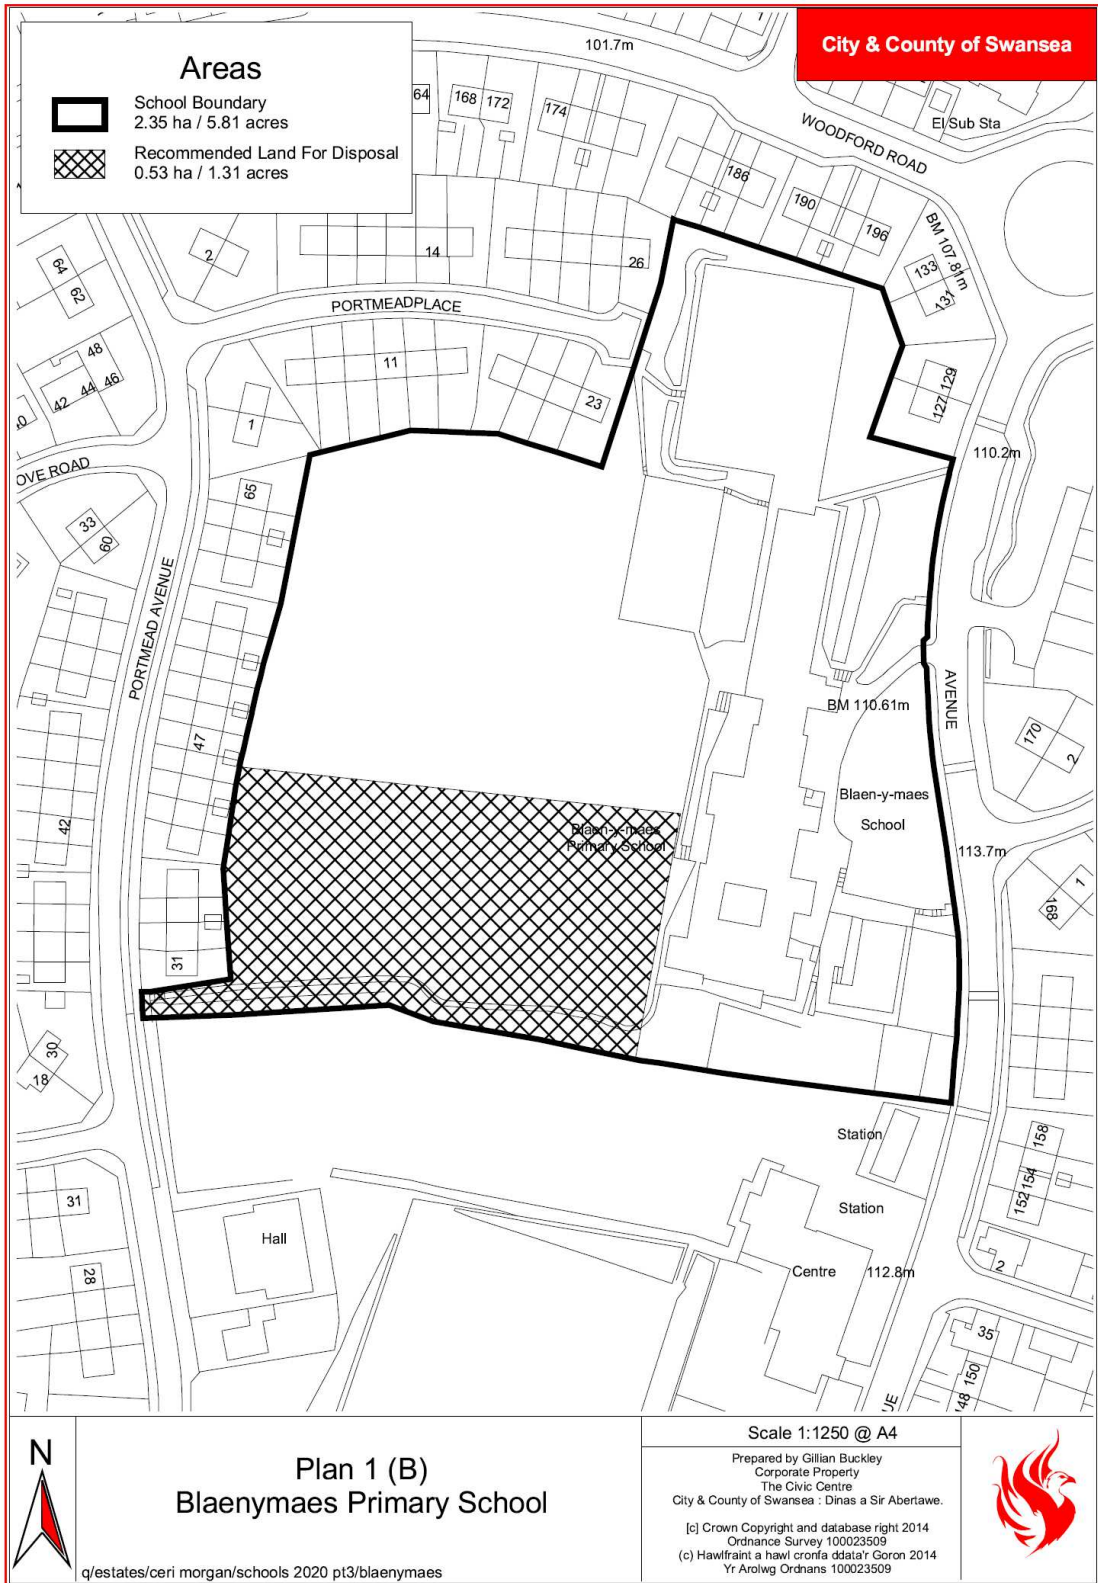 City & County of Swansea
Areas
School Boundary
2.35 ha / 5.81 acres
Recommended Land For Disposal
0.53 ha / 1.31 acres
101.7m
1
64
168
172
174
El Sub Sta
WOODFORD ROAD
186
190
196
BM 107.81m
133
131
2
14
26
64
62
PORTMEADPLACE
48
46
44
42
11
23
1
127 129
110.2m
OVE ROAD
65
33
60
PORTMEAD AVENUE
47
BM 110.61m
AVENUE
170
2
42
Blaen-y-maes
School
Blaen-y-maes
Primary School
113.7m
1
168
31
30
18
Station
158
154
152
Station
31
Hall
28
Centre
112.8m
2
35
150
148
UE
N
Plan 1 (B)
Blaenymaes Primary School
q/estates/ceri morgan/schools 2020 pt3/blaenymaes
Scale 1:1250 @ A4
Prepared by Gillian Buckley
Corporate Property
The Civic Centre
City & County of Swansea : Dinas a Sir Abertawe.
[c] Crown Copyright and database right 2014
Ordnance Survey 100023509
(c) Hawlfraint a hawl cronfa ddata'r Goron 2014
Yr Arolwg Ordnans 100023509